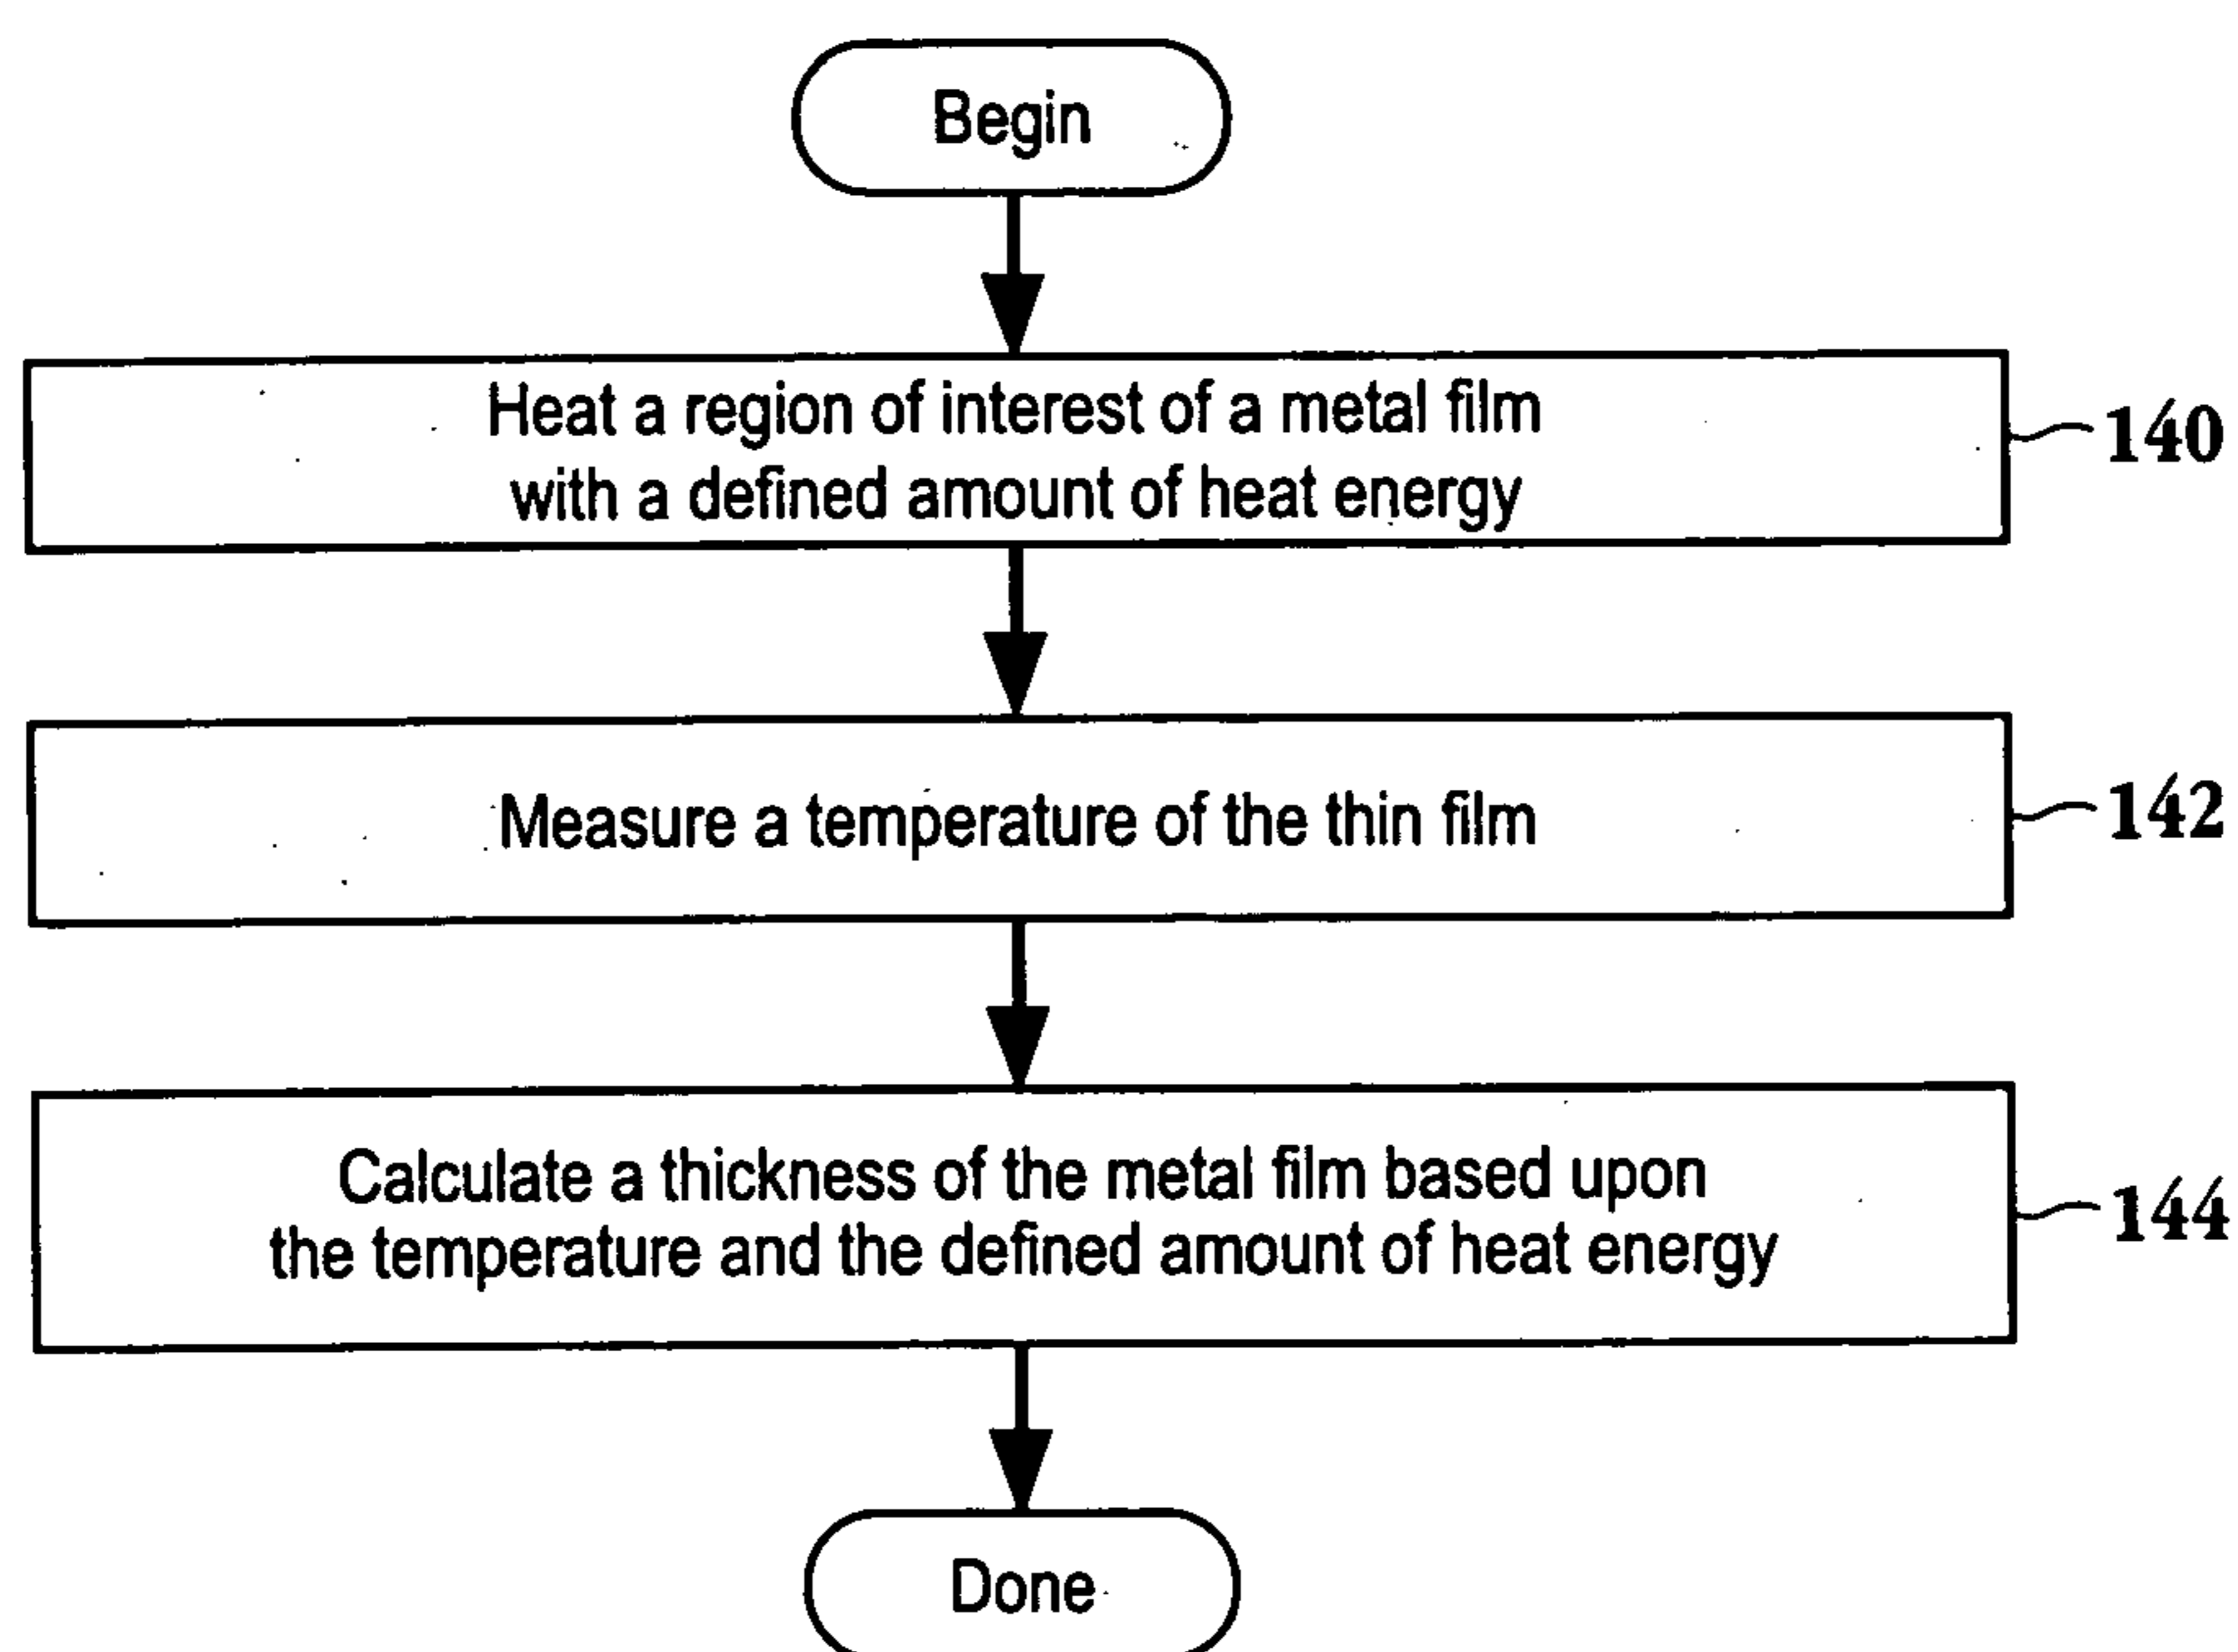 Begin
Heat a region of interest of a metal film
with a defined amount of heat energy
140
Measure a temperature of the thin film
142
Calculate a thickness of the metal film based upon
the temperature and the defined amount of heat energy
144
Done